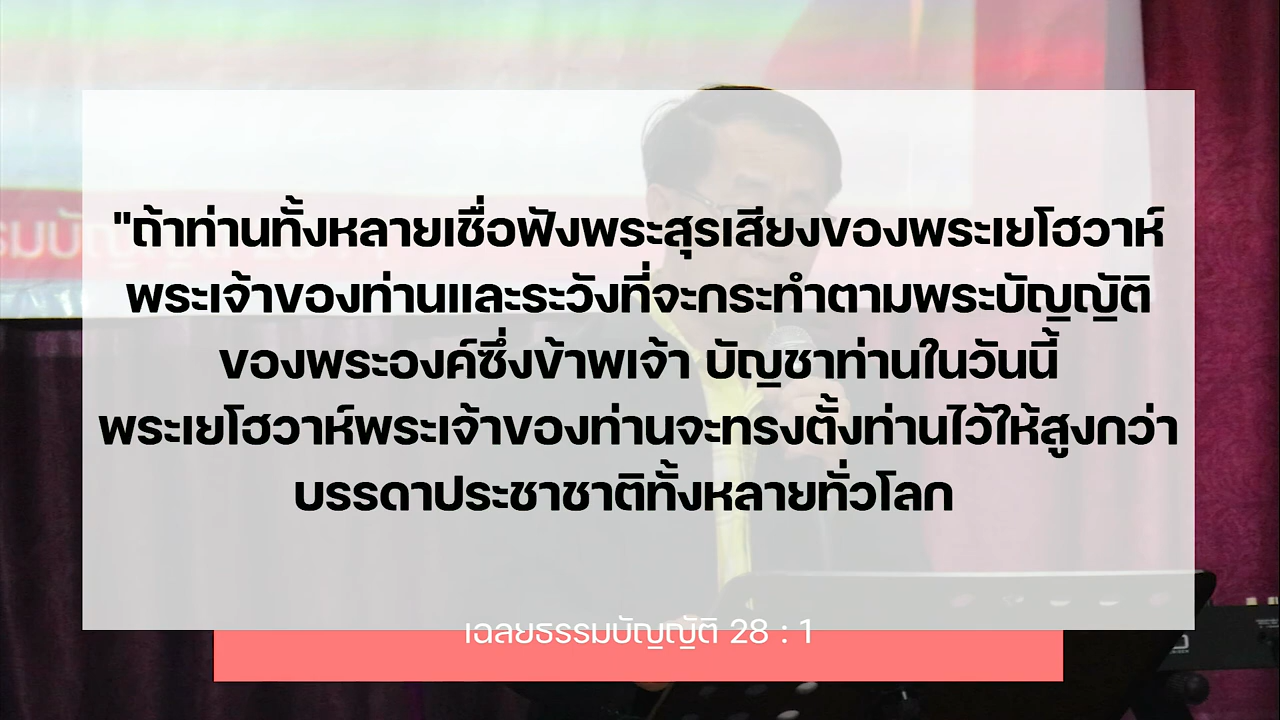 "ถ้าท่านทั้งหลายเชื่อฟังพระสุรเสียงของพระเยโฮวาห์
พระเจ้าของท่านและระวังที่จะกระทำตามพระบัญญัติ
ของพระองค์ซึ่งข้าพเจ้า บัญชาท่านในวันนี้
พระเยโฮวาห์พระเจ้าของท่านจะทรงตั้งท่านไว้ให้สูงกว่า
บรรดาประชาชาติทั้งหลายทั่วโลก
เฉลยธรรมบัญญัติ 28 : 1